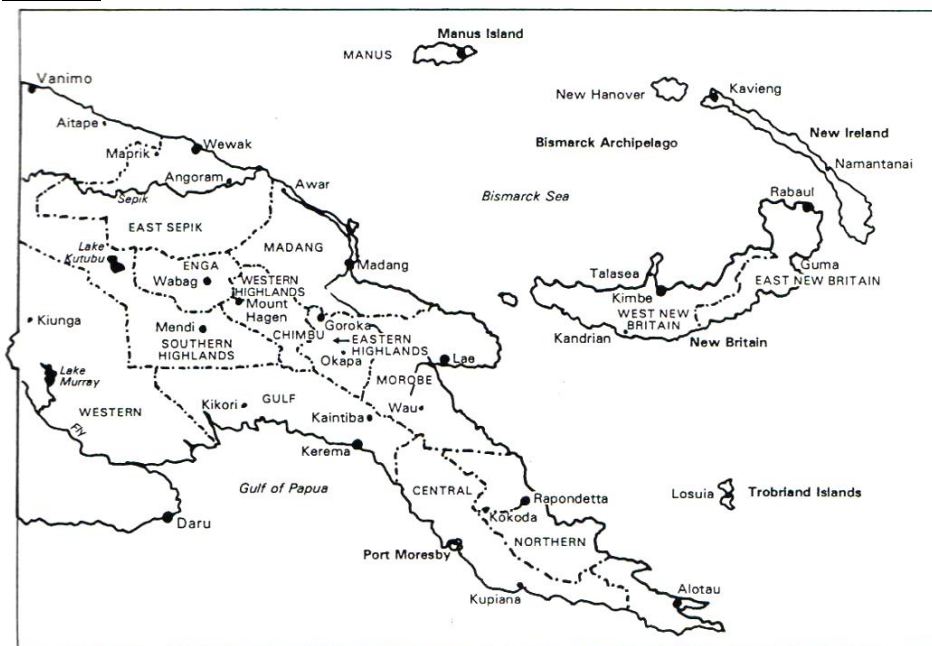 Manus Island
MANUS
Vanimo
New Hanover
Kavieng
Aitape
New Ireland
Bismarck Archipelago
Maprik
Wewak
Namantanai
Angoram
Awar
Bismarck Sea
Sepik
Rabaul
EAST SEPIK
MADANG
Lake
Kutubu
ENGA
Madang
Guma
Wabag
WESTERN
HIGHLANDS
Talasea
EAST NEW BRITAIN
Mount
Hagen
Kimbe
WEST NEW
BRITAIN
Kiunga
Mendi
CHIMBU
Goroka
Kandrian
New Britain
SOUTHERN
HIGHLANDS
EASTERN
HIGHLANDS
Okapa
Lae
Lake
Murray
MOROBE
WESTERN
Kikori
GULF
Kaintiba
Wau
Fly
Kerema
Gulf of Papua
CENTRAL
Losuia
Trobriand Islands
Rapondetta
Daru
Kokoda
NORTHERN
Port Moresby
Kupiana
Alotau